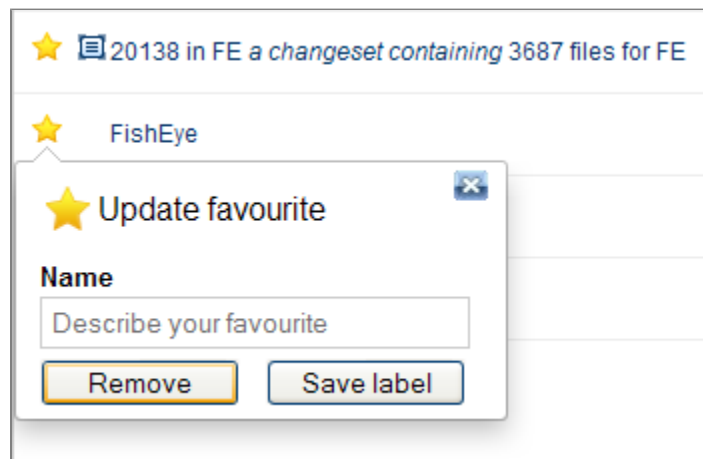 20138 in FE a changeset containing 3687 files for FE
FishEye
Update favourite
Name
Describe your favourite
Remove Save label